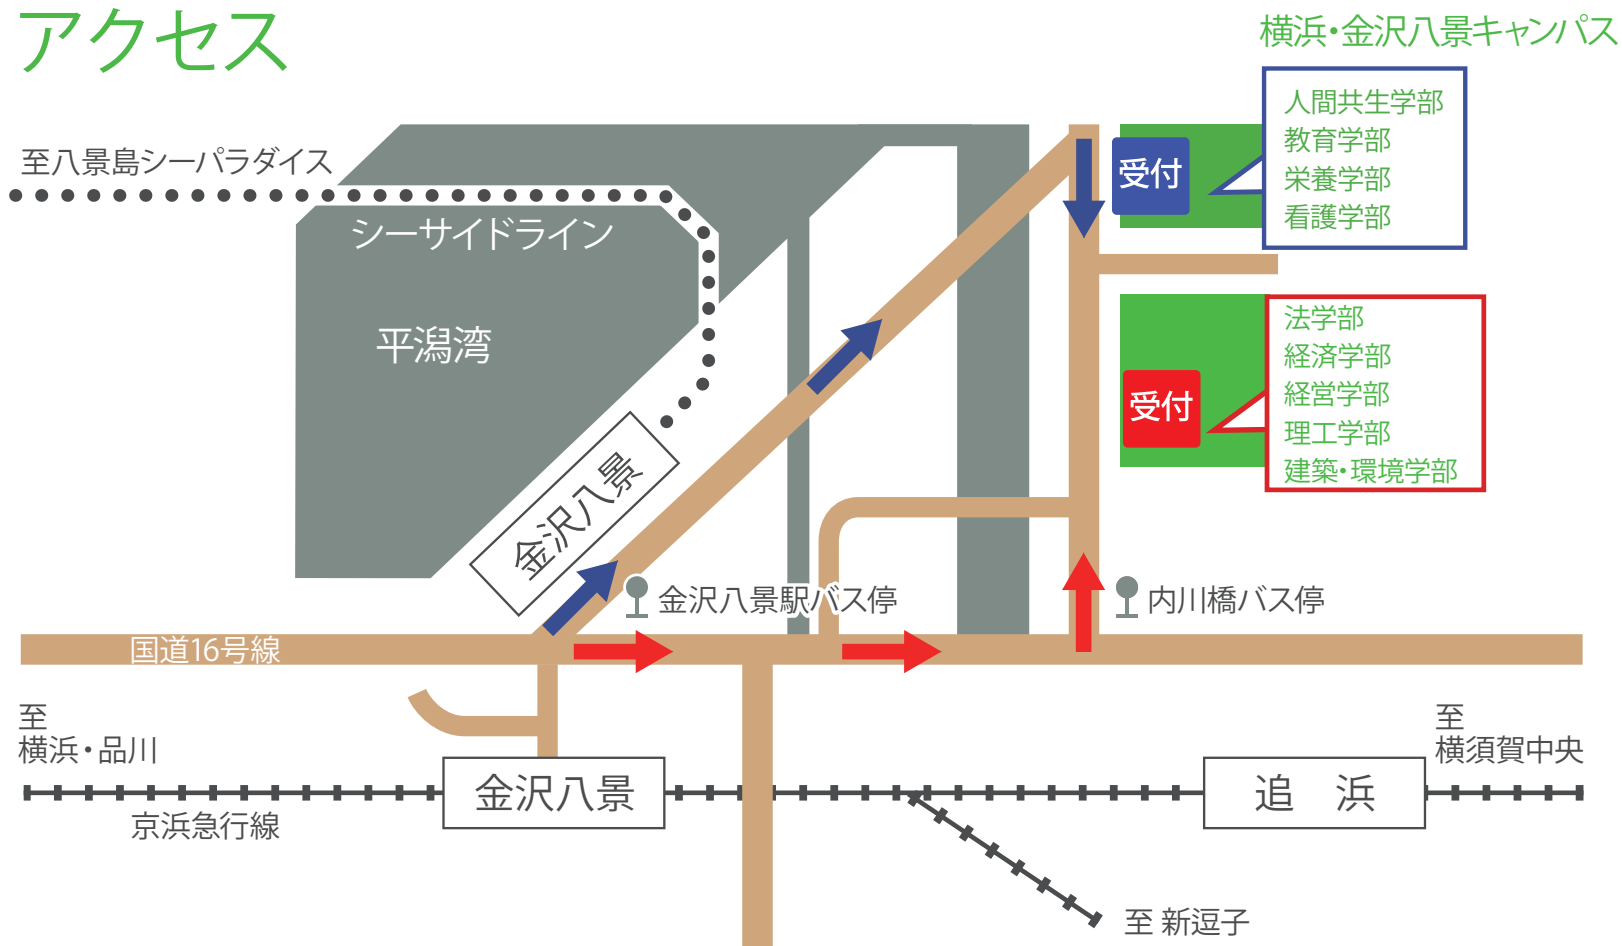 アクセス
横浜・金沢八景キャンパス
人間共生学部
教育学部
栄養学部
看護学部
受付
至八景島シーパラダイス
シーサイドライン
平潟湾
法学部
経済学部
経営学部
理工学部
建築・環境学部
受付
金沢八景
金沢八景駅バス停
内川橋バス停
国道16号線
至
横浜・品川
至
横須賀中央
金沢八景
追 浜
京浜急行線
至 新逗子